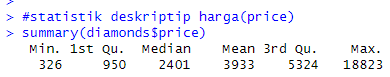 >
> #statistik deskriptip harga(price)
> summary(diamonds$price)
Min. 1st Qu. Median Mean 3rd Qu. Max.
326 950 2401 3933 5324 18823